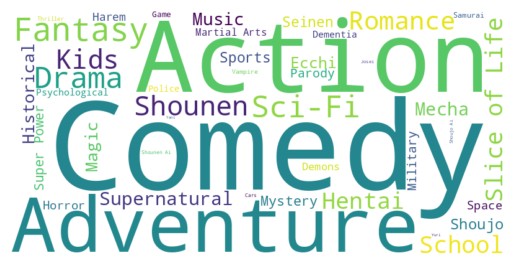 Thriller
Harem
Game
Music
Seinen
Romance
Samurai
Fantasy
Action
Martial Arts
Dementia
Kids
Sports
Ecchi
Parody
Slice of Life
Historical
Drama
Psychological
Police
Vampire
Josei
Super Power
Shounen
Sci-Fi
Mecha
Magic
Comedy
Military
Shoujo Ai
Shounen Ai
Demons
Supernatural
Cars
Mystery
Hentai
Space
Horror
Adventure
Shoujo
School
Yuri